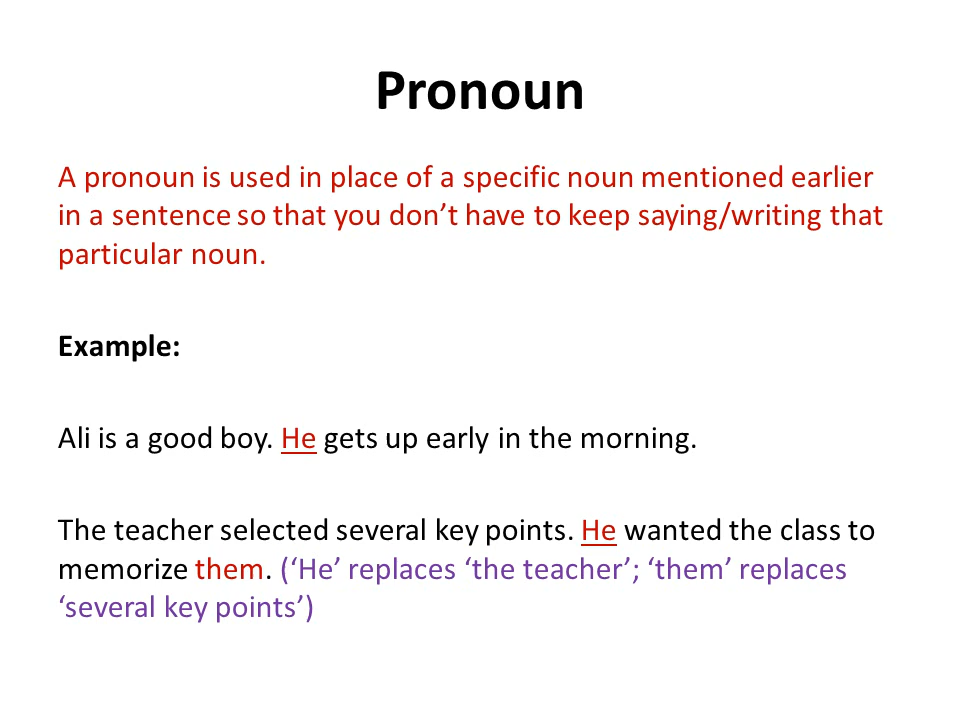 Pronoun
A pronoun is used in place of a specific noun mentioned earlier
in a sentence so that you don’t have to keep saying/writing that
particular noun.
Example:
Ali is a good boy. He gets up early in the morning.
The teacher selected several key points. He wanted the class to
memorize them. (‘He’ replaces ‘the teacher’; ‘them’ replaces
‘several key points’)